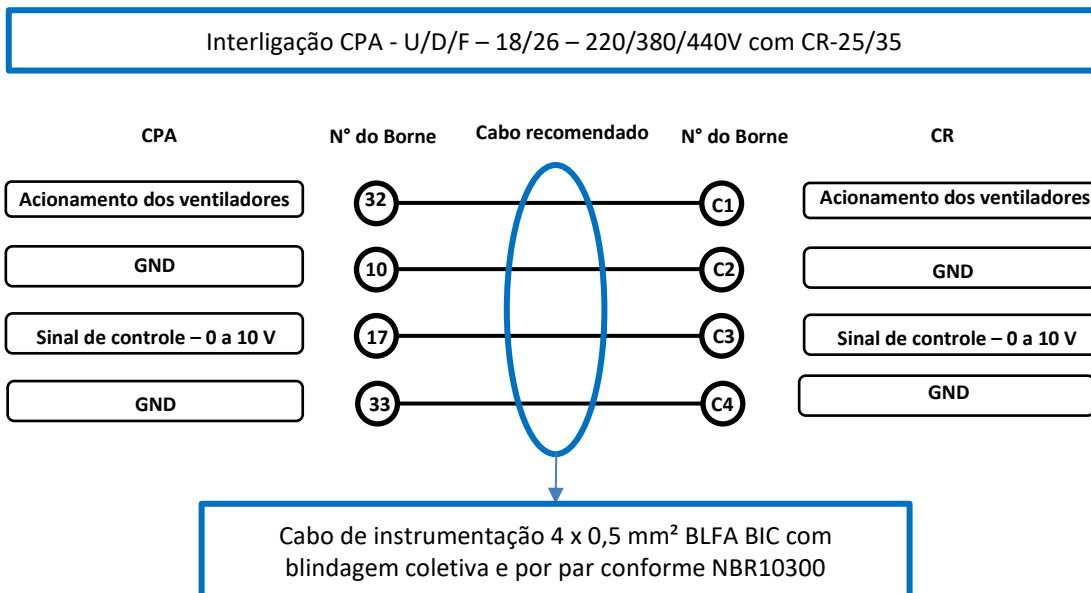 Interligação CPA - U/D/F – 18/26 – 220/380/440V com CR-25/35
CPA
N° do Borne
Cabo recomendado
N° do Borne
CR
Acionamento dos ventiladores
32
C1
Acionamento dos ventiladores
GND
10
C2
GND
Sinal de controle – 0 a 10 V
17
C3
Sinal de controle – 0 a 10 V
GND
33
C4
GND
Cabo de instrumentação 4 x 0,5 mm² BLFA BIC com
blindagem coletiva e por par conforme NBR10300